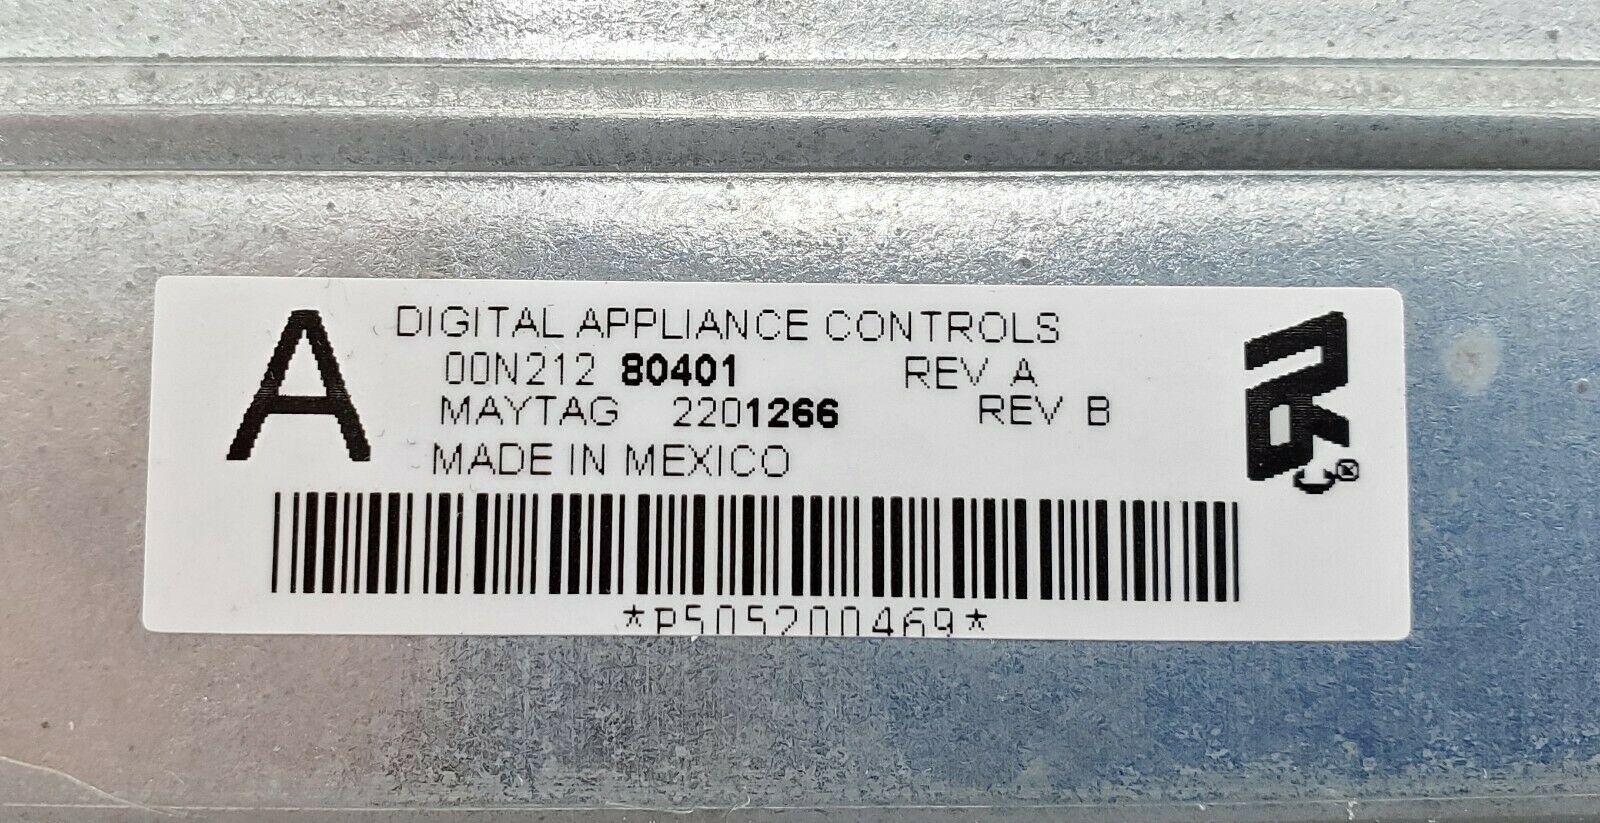 A
DIGITAL APPLIANCE CONTROLS
00N212 80401 REV A
MAYTAG 2201266 REV B
MADE IN MEXICO
*P505200469*